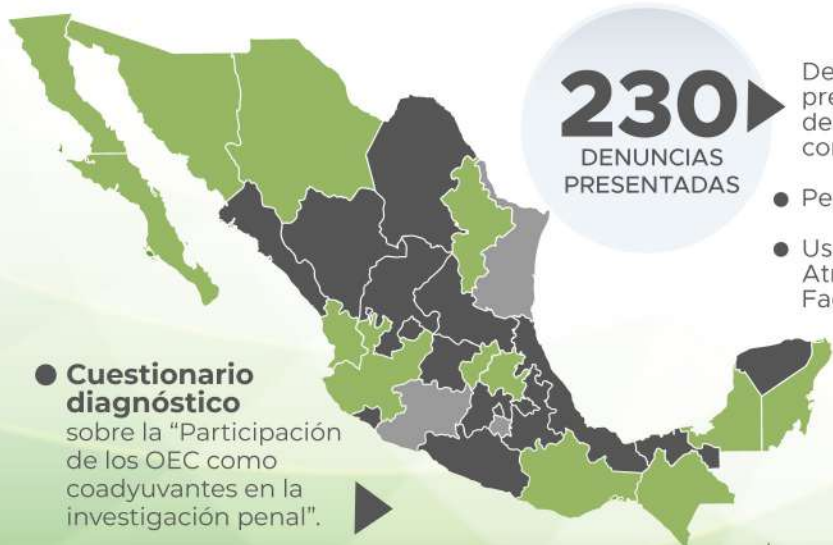 230
DENUNCIAS
PRESENTADAS
● Cuestionario
diagnóstico
sobre la “Participación
de los OEC como
coadyuvantes en la
investigación penal”.